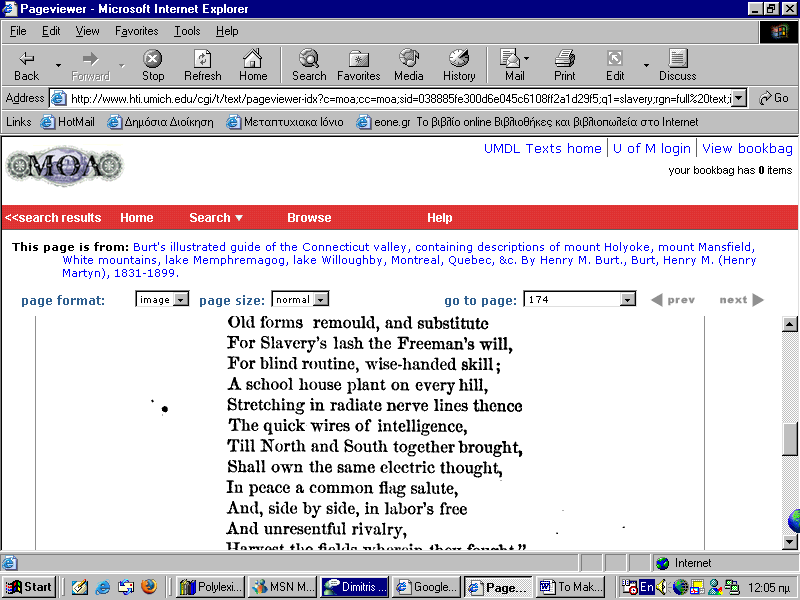 Pageviewer - Microsoft Internet Explorer
File Edit View Favorites Tools Help
Back Forward Stop Refresh Home Search Favorites Media History Mail Print Edit Discuss
Address http://www.hti.umich.edu/cgi/t/text/pageviewer-idx?c=moa;cc=moa;sid=038885fe300d6e045c6108ff2a1d29f5;q1=slavery;rgn=full%20text; Go
Links HotMail Δημόσια Διοίκηση Μεταπτυχιακα Ιόνιο eone.gr Το βιβλίο online Βιβλιοθήκες και βιβλιοπωλεία στο Internet
MOA
UMDL Texts home U of M login View bookbag
your bookbag has 0 items
<<search results Home Search Browse Help
This page is from: Burt's illustrated guide of the Connecticut valley, containing descriptions of mount Holyoke, mount Mansfield,
White mountains, lake Memphremagog, lake Willoughby, Montreal, Quebec, &c. By Henry M. Burt., Burt, Henry M. (Henry
Martyn), 1831-1899.
page format: image page size: normal go to page: 174 prev next
Old forms remould, and substitute
For Slavery's lash the Freeman's will,
For blind routine, wise-handed skill;
A school house plant on every hill,
Stretching in radiate nerve lines thence
The quick wires of intelligence,
Till North and South together brought,
Shall own the same electric thought,
In peace a common flag salute,
And, side by side, in labor's free
And unresentful rivalry,
Harvest the fields wherein they fought."
Internet
Start Polylexi... MSN M... Dimitris ... Google... Page... To Mak... En 12:05 πμ